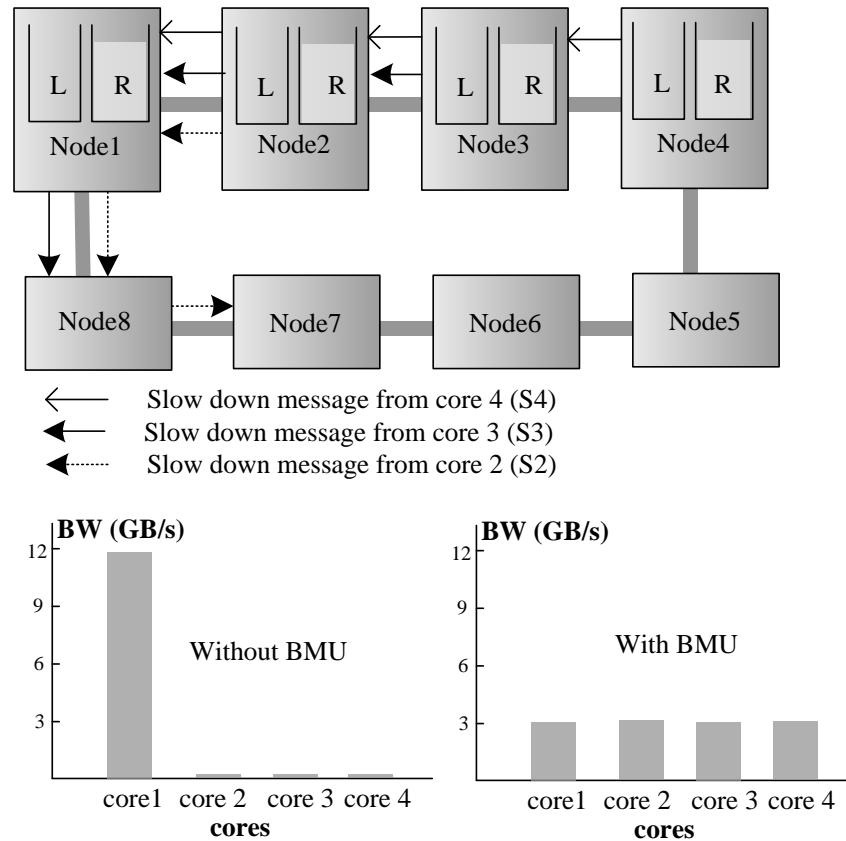 L R L R L R L R
Node1 Node2 Node3 Node4
Node8 Node7 Node6 Node5
Slow down message from core 4 (S4)
Slow down message from core 3 (S3)
Slow down message from core 2 (S2)
BW (GB/s)
12
9
6
3
Without BMU
core1 core 2 core 3 core 4
cores
BW (GB/s)
12
9
6
3
With BMU
core1 core 2 core 3 core 4
cores